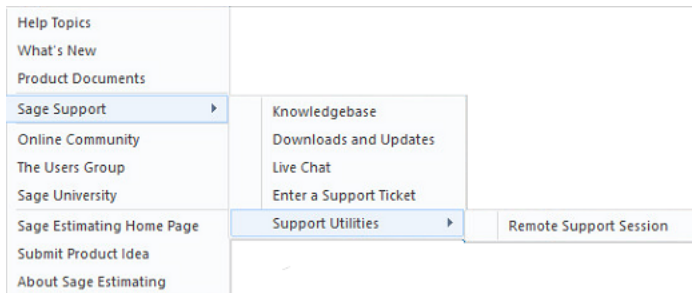 Help Topics
What's New
Product Documents
Sage Support
Online Community
The Users Group
Sage University
Sage Estimating Home Page
Submit Product Idea
About Sage Estimating
Knowledgebase
Downloads and Updates
Live Chat
Enter a Support Ticket
Support Utilities
Remote Support Session